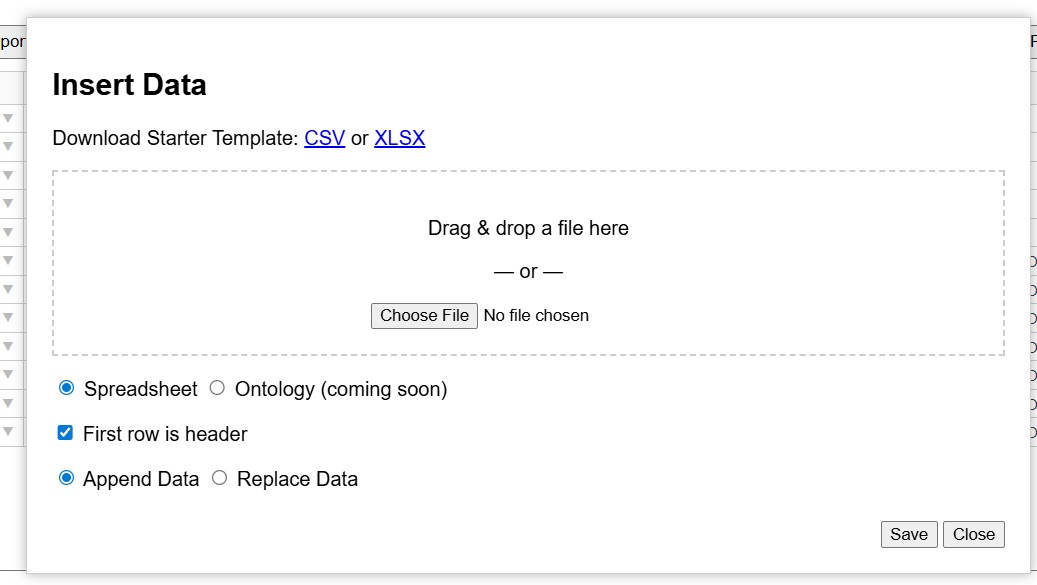 Insert Data
Download Starter Template: CSV or XLSX
Drag & drop a file here
— or —
Choose File No file chosen
Spreadsheet Ontology (coming soon)
First row is header
Append Data Replace Data
Save Close